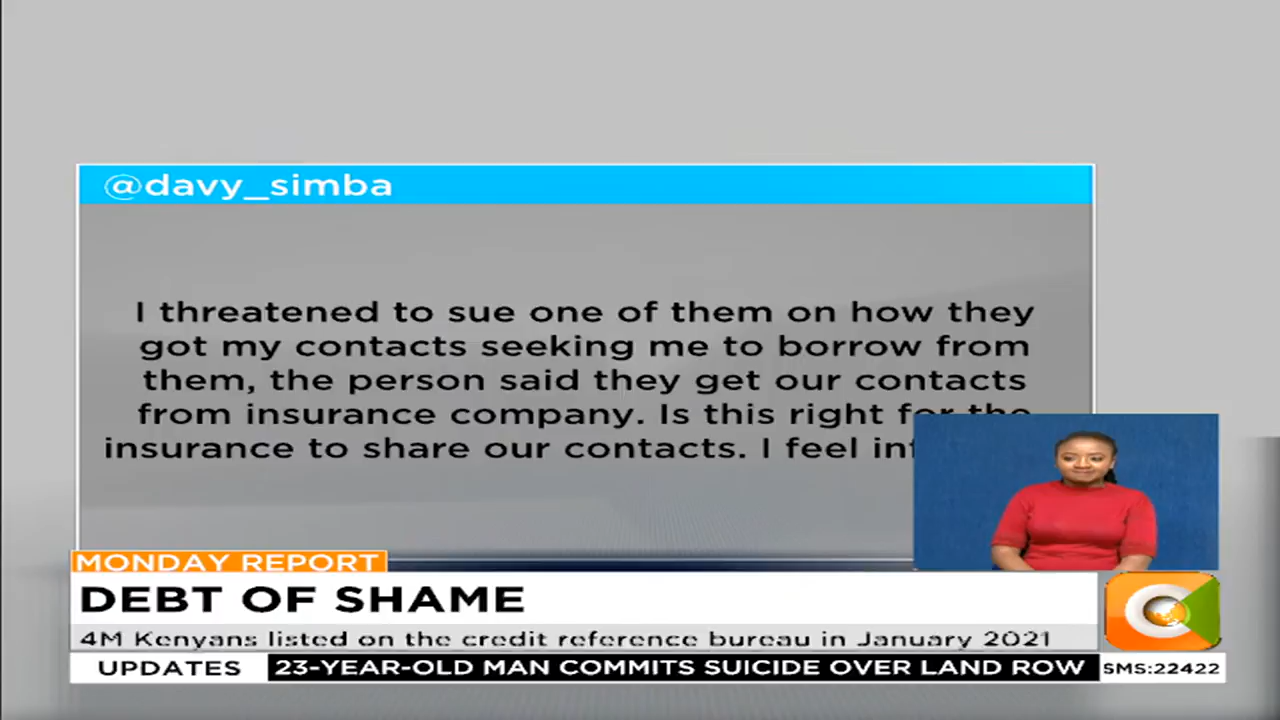 @davy_simba
I threatened to sue one of them on how they
got my contacts seeking me to borrow from
them, the person said they get our contacts
from insurance company. Is this right for the
insurance to share our contacts. I feel
MONDAY REPORT
DEBT OF SHAME
4M Kenyans listed on the credit reference bureau in January 2021
UPDATES 23-YEAR-OLD MAN COMMITS SUICIDE OVER LAND ROW SMS:22422